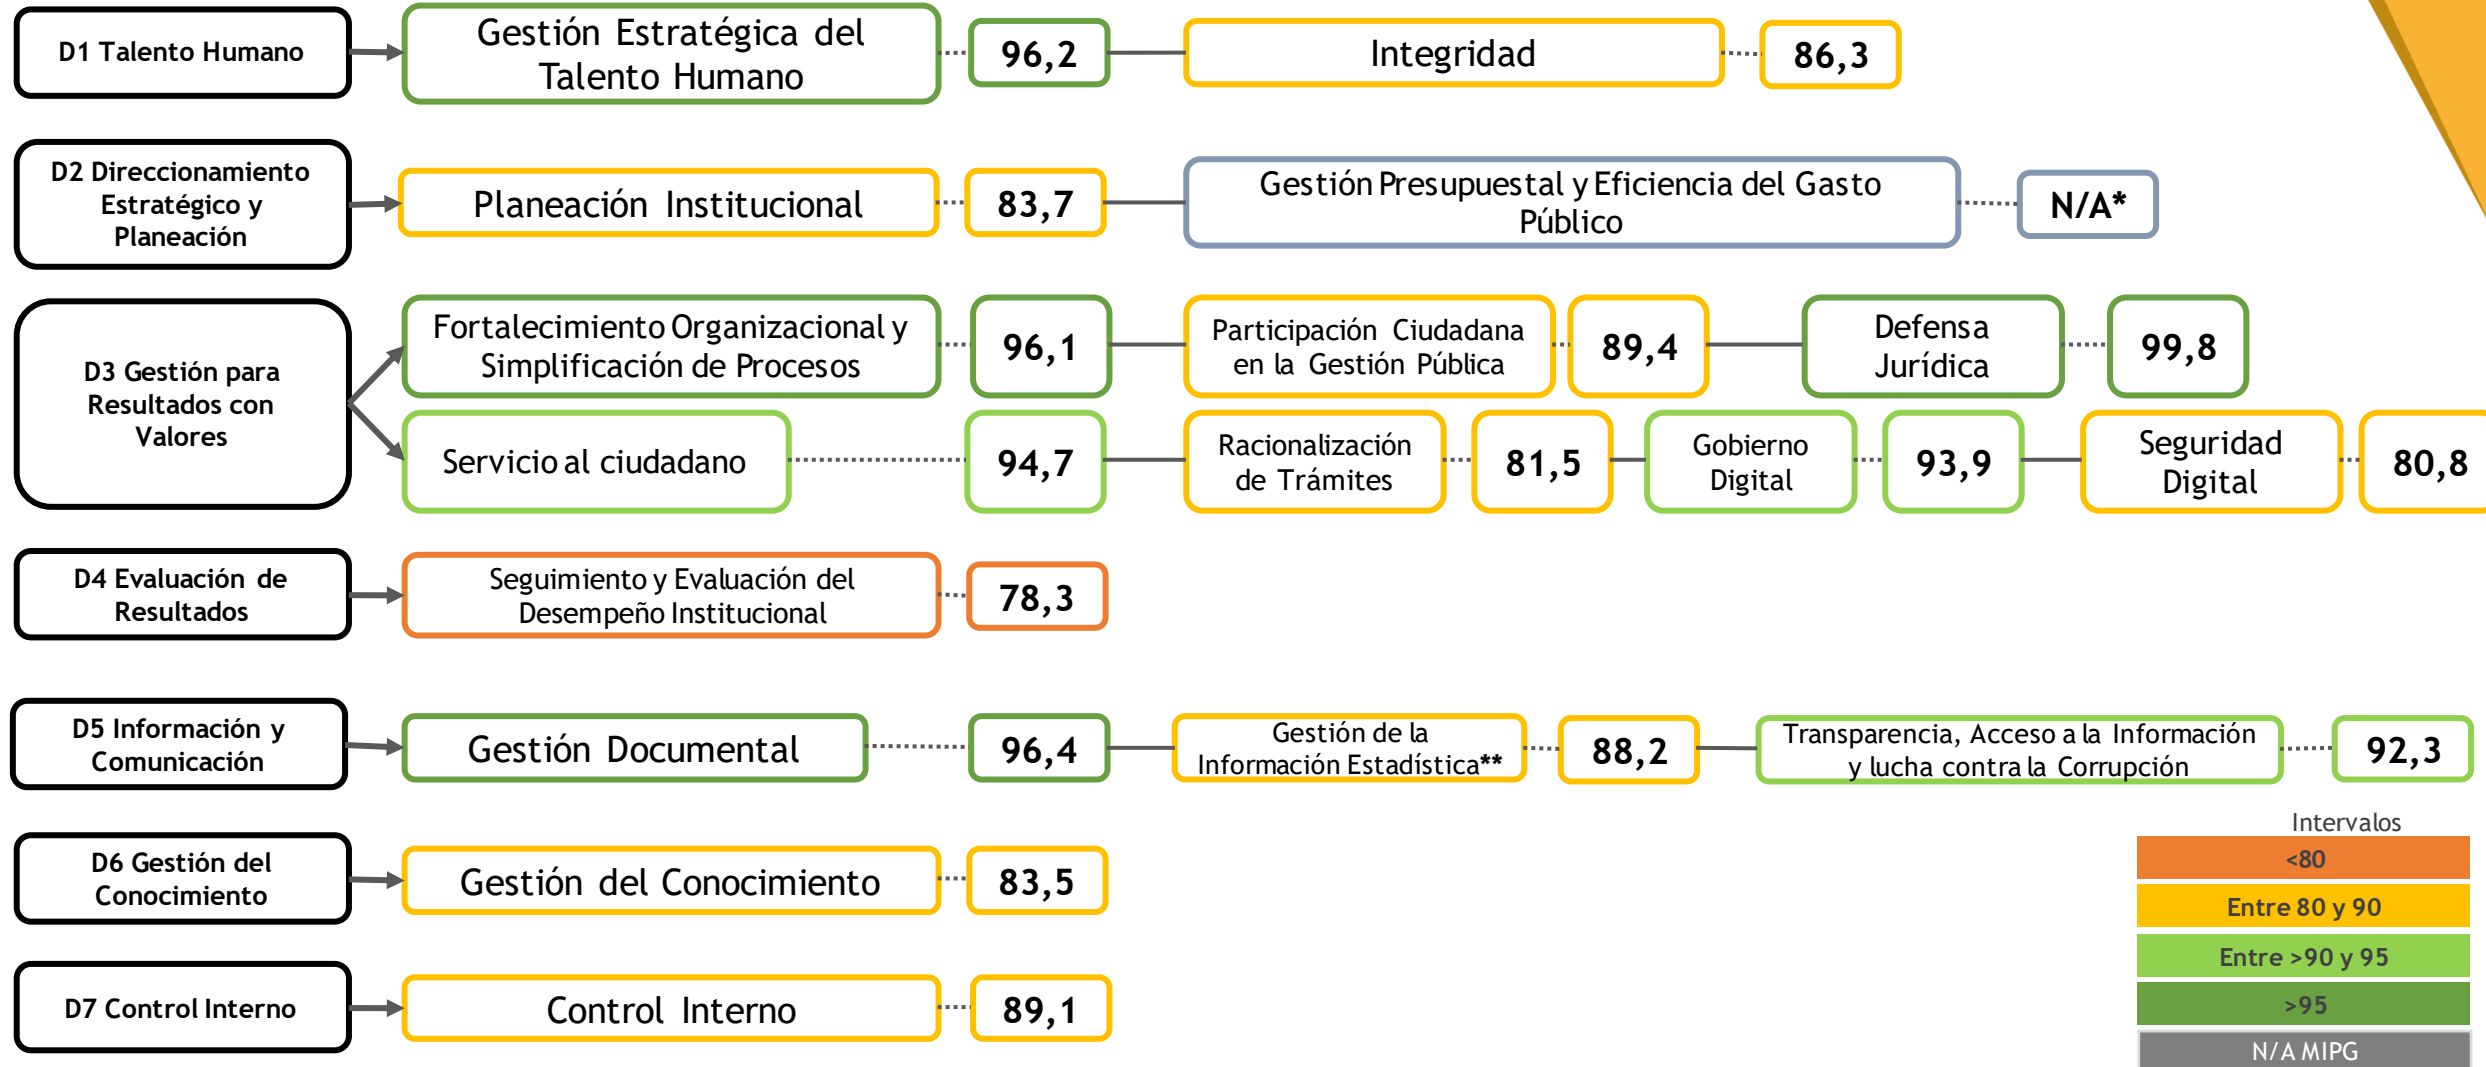 D1 Talento Humano
Gestión Estratégica del
Talento Humano
96,2
Integridad
86,3
D2 Direccionamiento
Estratégico y
Planeación
Planeación Institucional
83,7
Gestión Presupuestal y Eficiencia del Gasto
Público
N/A*
D3 Gestión para
Resultados con
Valores
Fortalecimiento Organizacional y
Simplificación de Procesos
96,1
Participación Ciudadana
en la Gestión Pública
89,4
Defensa
Jurídica
99,8
Servicio al ciudadano
94,7
Racionalización
de Trámites
81,5
Gobierno
Digital
93,9
Seguridad
Digital
80,8
D4 Evaluación de
Resultados
Seguimiento y Evaluación del
Desempeño Institucional
78,3
D5 Información y
Comunicación
Gestión Documental
96,4
Gestión de la
Información Estadística**
88,2
Transparencia, Acceso a la Información
y lucha contra la Corrupción
92,3
D6 Gestión del
Conocimiento
Gestión del Conocimiento
83,5
D7 Control Interno
Control Interno
89,1
Intervalos
<80
Entre 80 y 90
Entre >90 y 95
>95
N/A MIPG